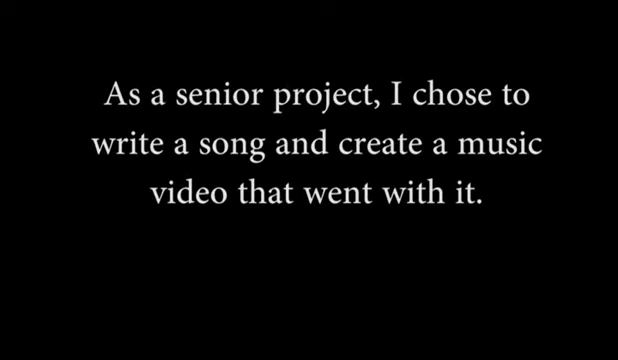 As a senior project, I chose to
write a song and create a music
video that went with it.